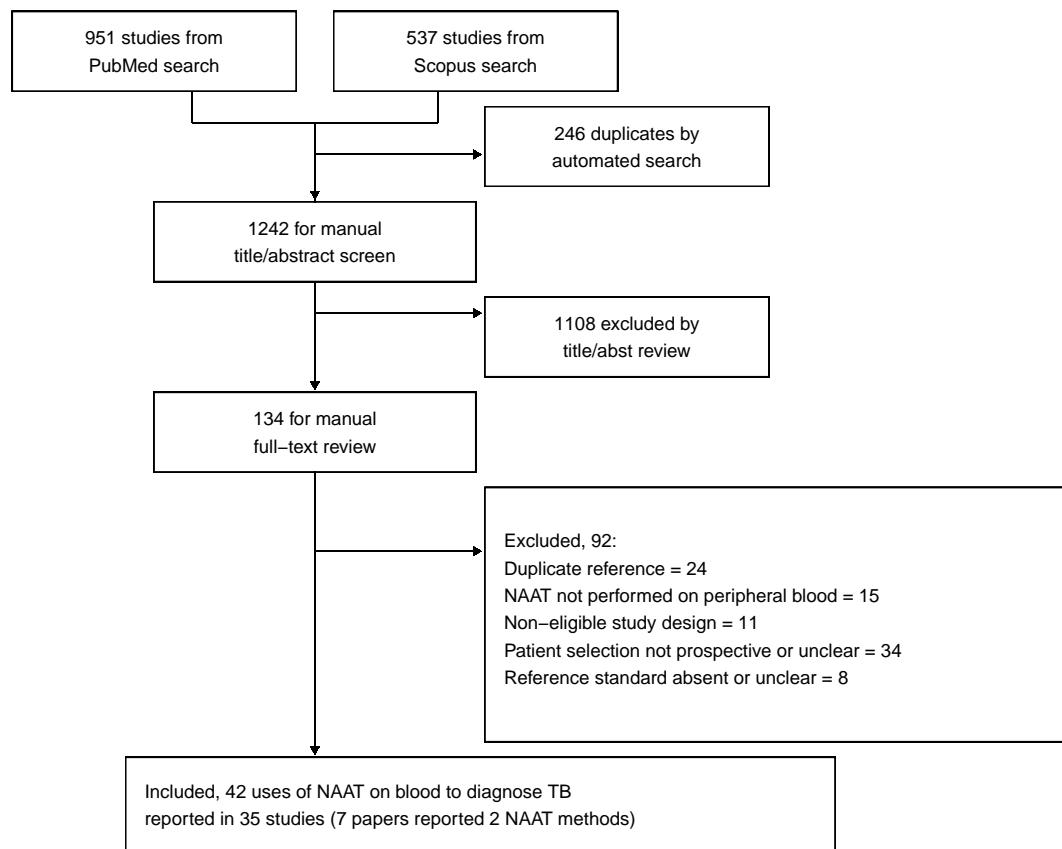 951 studies from
PubMed search
537 studies from
Scopus search
246 duplicates by
automated search
1242 for manual
title/abstract screen
1108 excluded by
title/abst review
134 for manual
full−text review
Excluded, 92:
Duplicate reference = 24
NAAT not performed on peripheral blood = 15
Non−eligible study design = 11
Patient selection not prospective or unclear = 34
Reference standard absent or unclear = 8
Included, 42 uses of NAAT on blood to diagnose TB
reported in 35 studies (7 papers reported 2 NAAT methods)